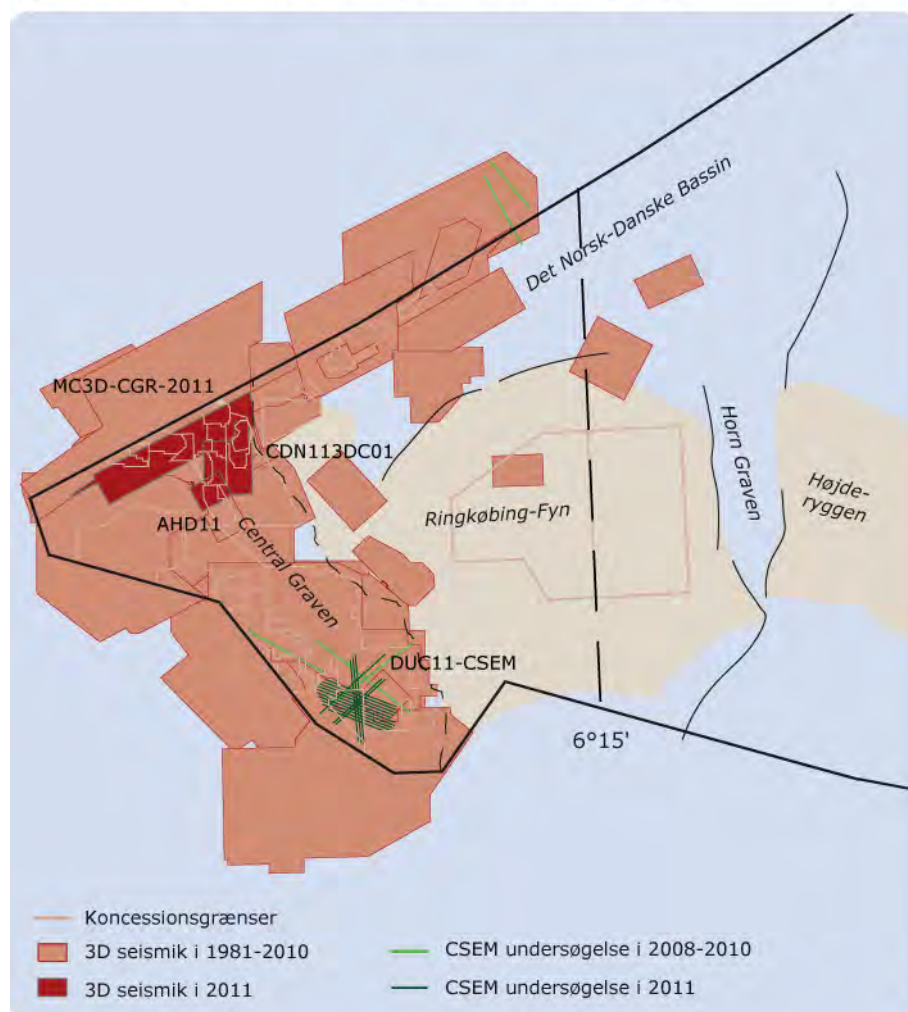 Det Norsk-Danske Bassin
MC3D-CGR-2011
CDN113DC01
AHD11
Central Graven
Ringkøbing-Fyn
Horn Graven
Højde-
ryggen
DUC11-CSEM
6°15'
Koncessionsgrænser
3D seismik i 1981-2010
3D seismik i 2011
CSEM undersøgelse i 2008-2010
CSEM undersøgelse i 2011